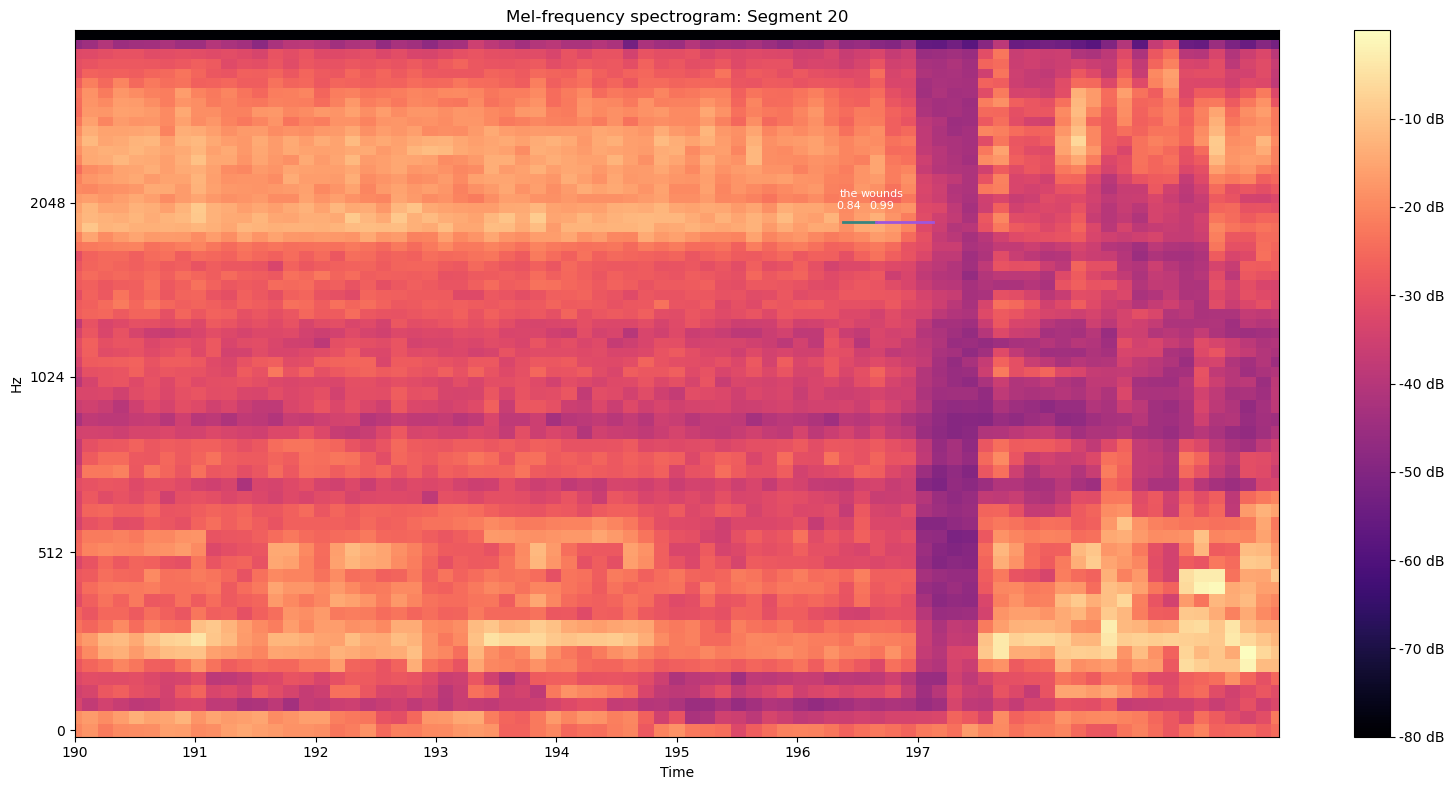 Mel-frequency spectrogram: Segment 20
Hz
2048
1024
512
0
the wounds
0.84 0.99
190 191 192 193 194 195 196 197
Time
-10 dB
-20 dB
-30 dB
-40 dB
-50 dB
-60 dB
-70 dB
-80 dB